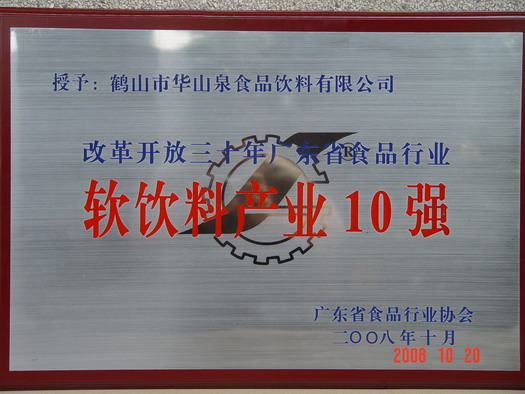 授予：鹤山市华山泉食品饮料有限公司
改革开放三十年广东省食品行业
®
软饮料产业10强
广东省食品行业协会
二〇〇八年十月
2008 10 20